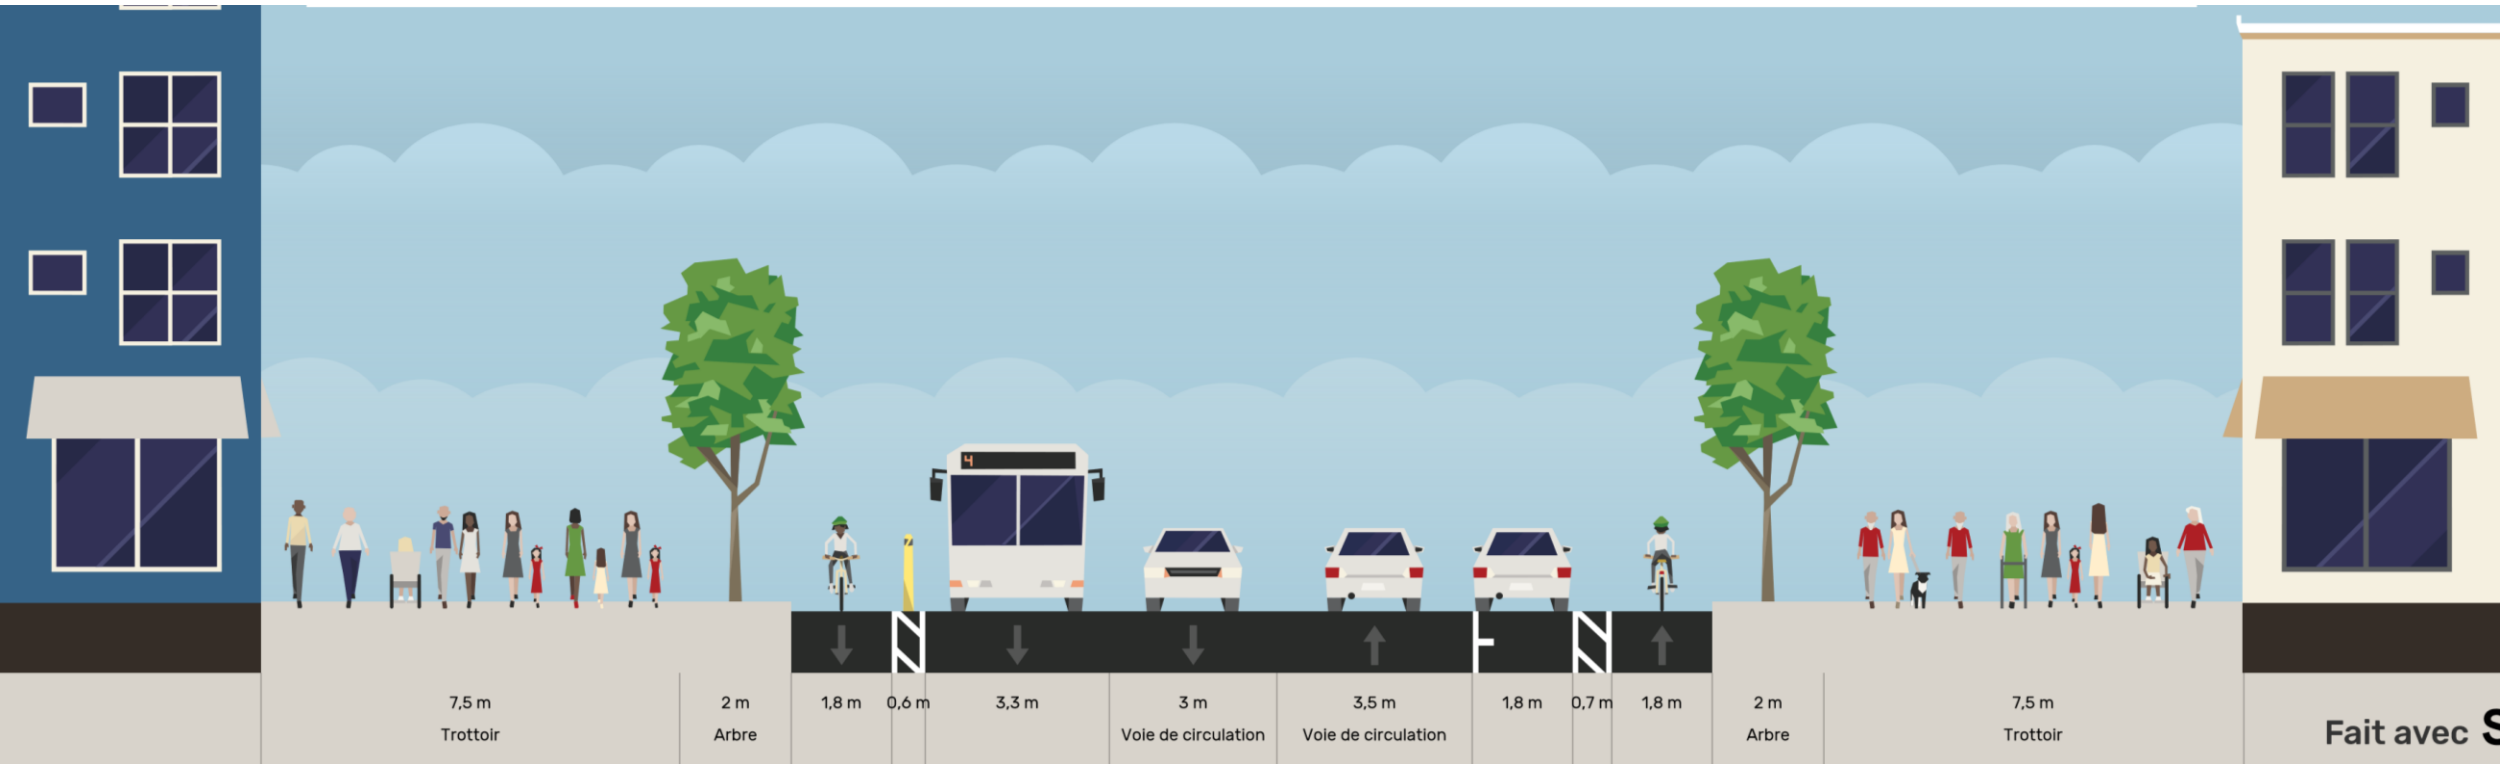 4
7,5 m
2 m
1,8 m
0,6 m
3,3 m
3 m
3,5 m
1,8 m
0,7 m
1,8 m
2 m
7,5 m
Trottoir
Arbre
Voie de circulation
Voie de circulation
Arbre
Trottoir
Fait avec S